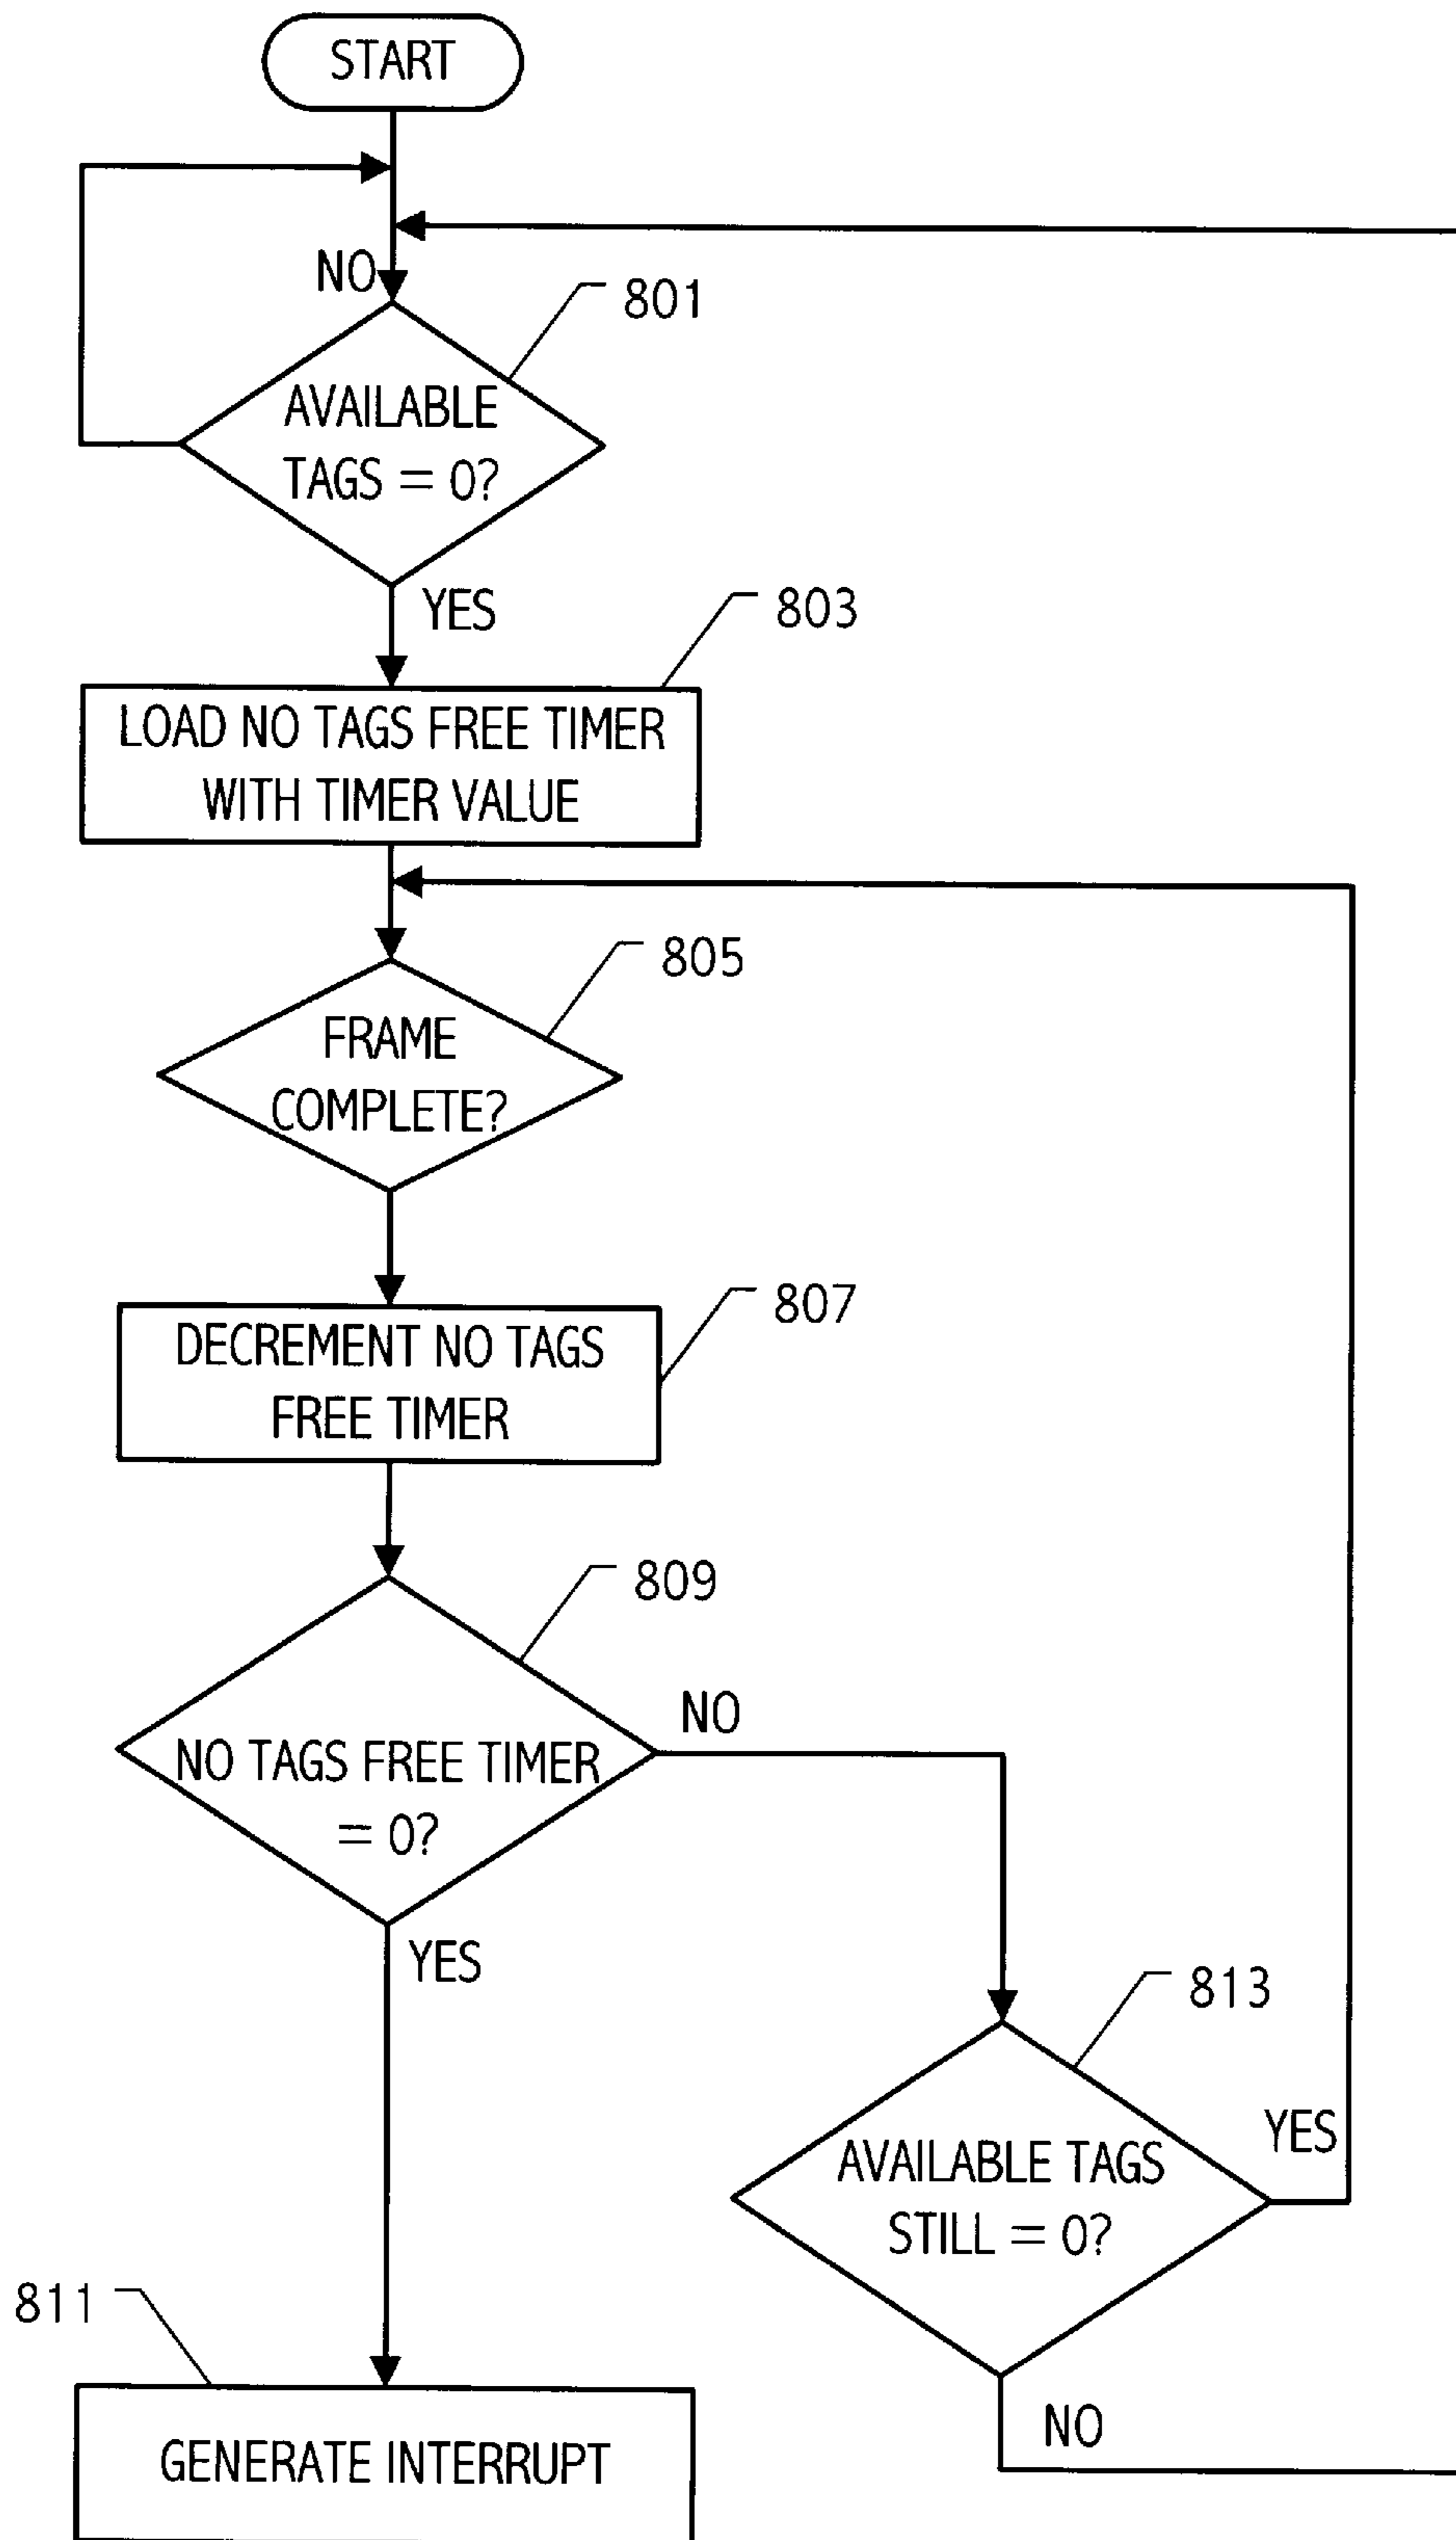 START
NO
801
AVAILABLE
TAGS = 0?
YES
803
LOAD NO TAGS FREE TIMER
WITH TIMER VALUE
805
FRAME
COMPLETE?
807
DECREMENT NO TAGS
FREE TIMER
809
NO
NO TAGS FREE TIMER
= 0?
YES
813
YES
AVAILABLE TAGS
STILL = 0?
811
NO
GENERATE INTERRUPT